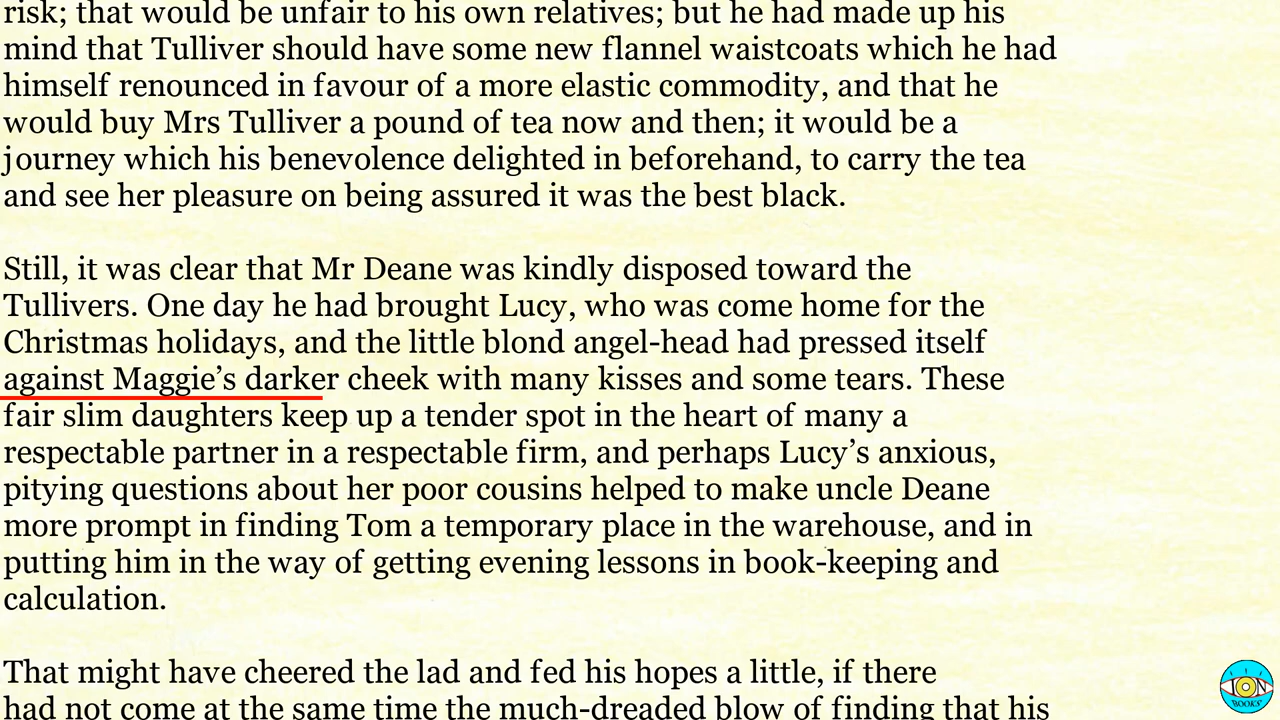 risk; that would be unfair to his own relatives; but he had made up his
mind that Tulliver should have some new flannel waistcoats which he had
himself renounced in favour of a more elastic commodity, and that he
would buy Mrs Tulliver a pound of tea now and then; it would be a
journey which his benevolence delighted in beforehand, to carry the tea
and see her pleasure on being assured it was the best black.
Still, it was clear that Mr Deane was kindly disposed toward the
Tullivers. One day he had brought Lucy, who was come home for the
Christmas holidays, and the little blond angel-head had pressed itself
against Maggie’s darker cheek with many kisses and some tears. These
fair slim daughters keep up a tender spot in the heart of many a
respectable partner in a respectable firm, and perhaps Lucy’s anxious,
pitying questions about her poor cousins helped to make uncle Deane
more prompt in finding Tom a temporary place in the warehouse, and in
putting him in the way of getting evening lessons in book-keeping and
calculation.
That might have cheered the lad and fed his hopes a little, if there
had not come at the same time the much-dreaded blow of finding that his
ION
BOOKS